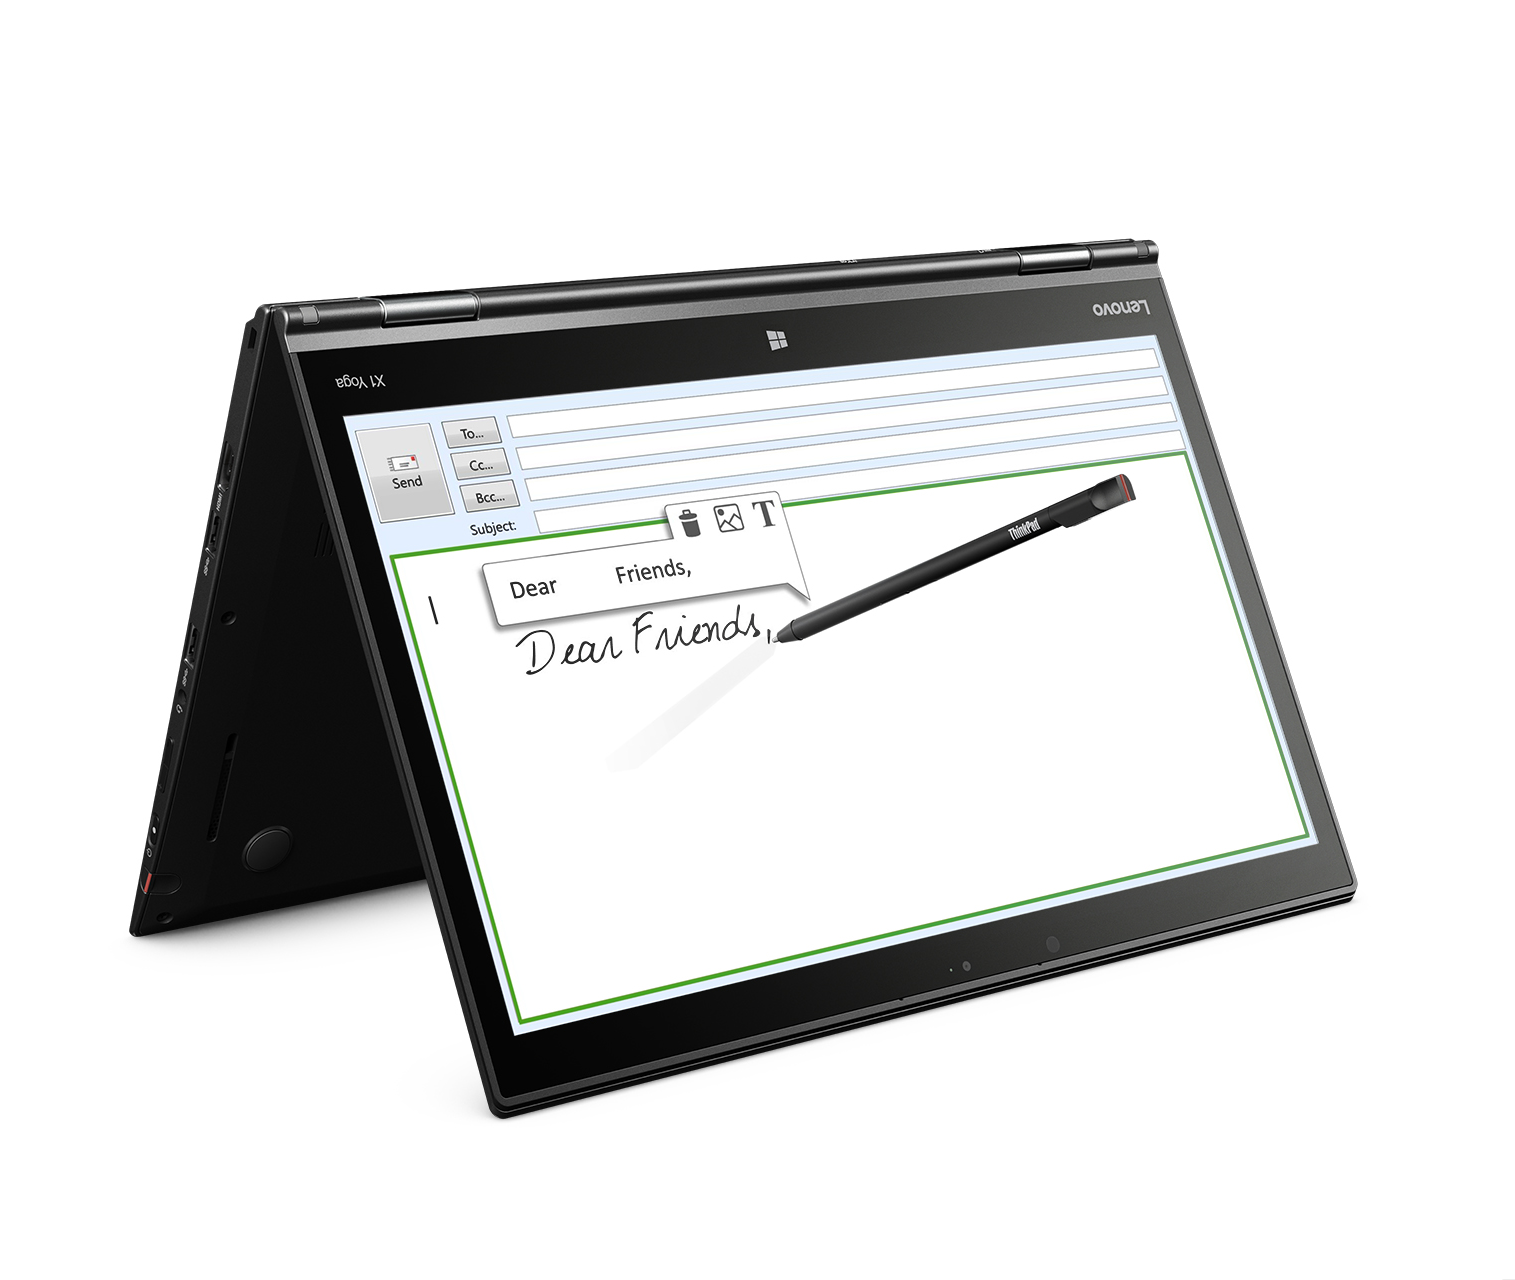 Lenovo
X1 Yoga
To...
Send
Cc...
Bcc...
Subject:
T
Dear Friends,
Dear Friends,
ThinkPad